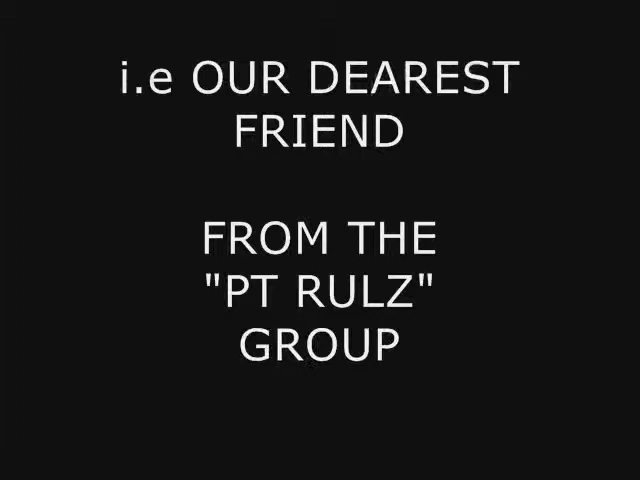 i.e OUR DEAREST
FRIEND
FROM THE
"PT RULZ"
GROUP